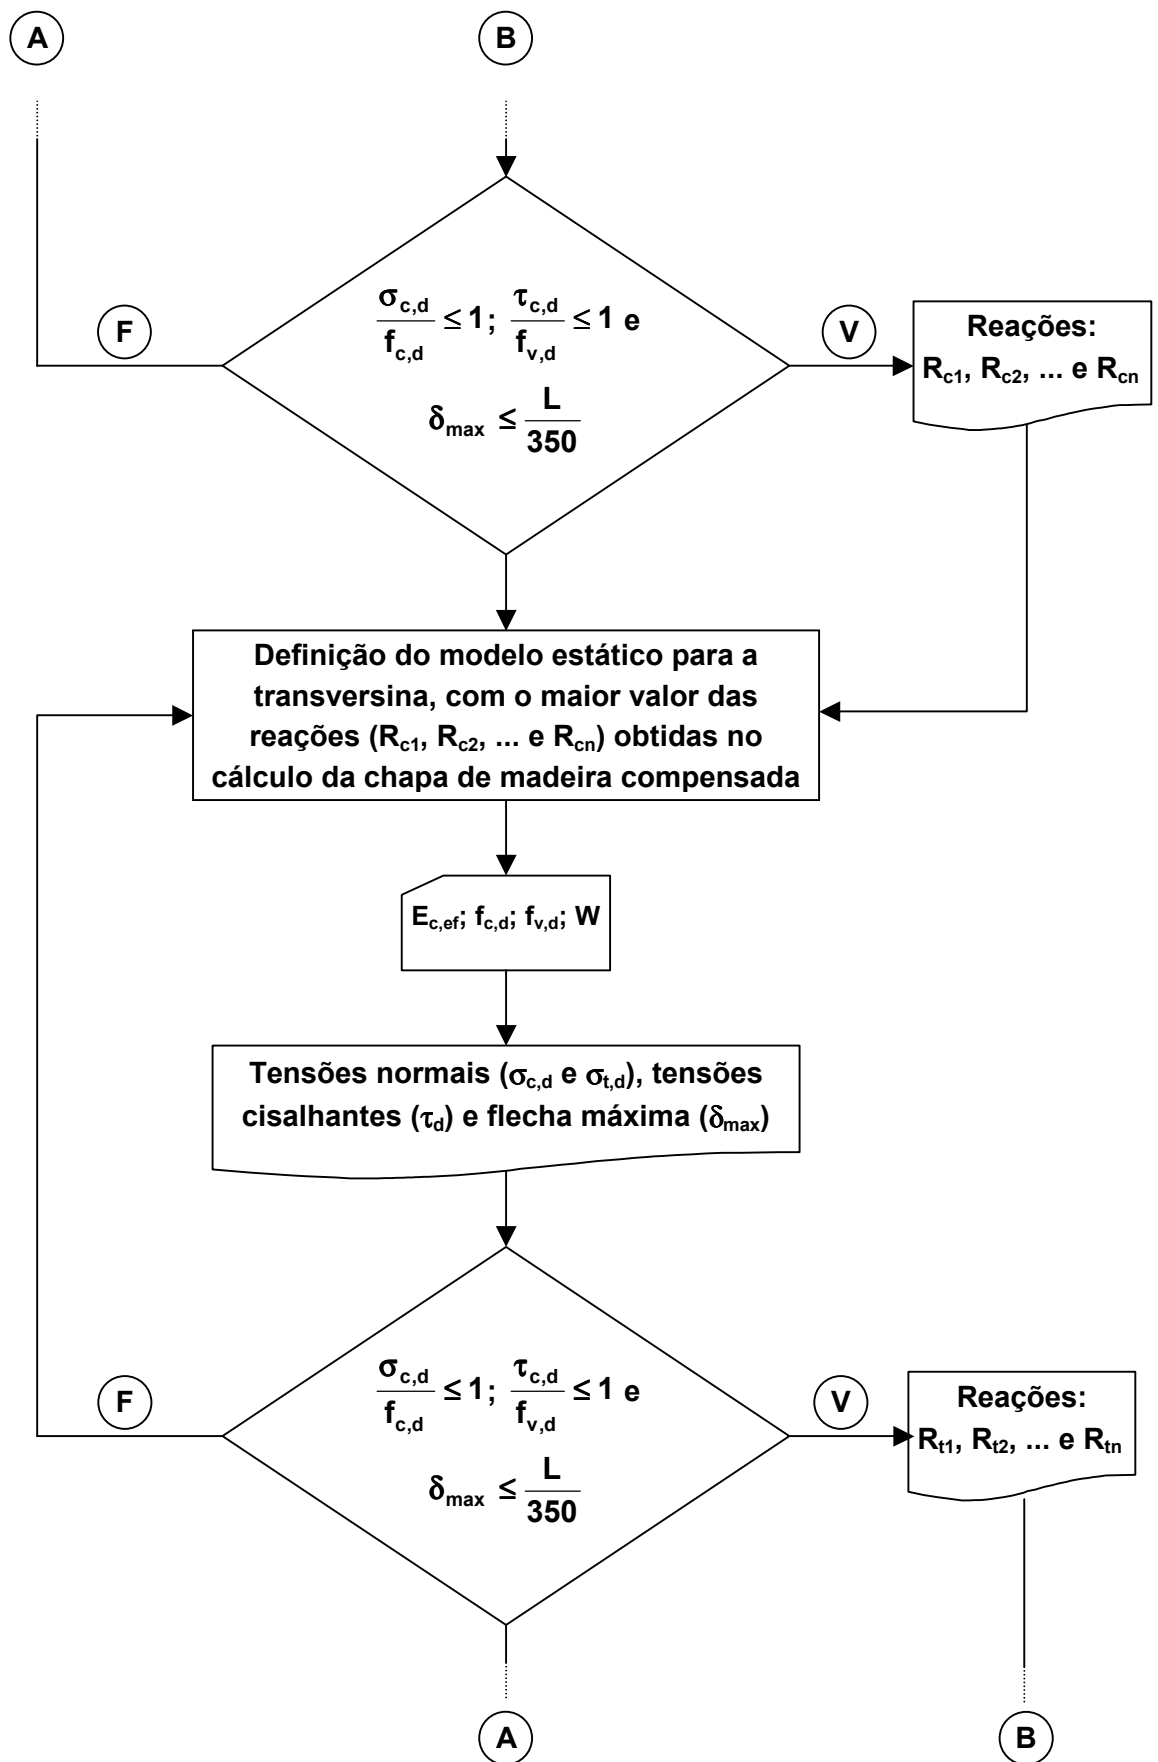 A
B
σc,d / fc,d ≤ 1; τc,d / fv,d ≤ 1 e
δmax ≤ L / 350
F
V
Reações:
Rc1, Rc2, ... e Rcn
Definição do modelo estático para a
transversina, com o maior valor das
reações (Rc1, Rc2, ... e Rcn) obtidas no
cálculo da chapa de madeira compensada
Ec,ef; fc,d; fv,d; W
Tensões normais (σc,d e σt,d), tensões
cisalhantes (τd) e flecha máxima (δmax)
σc,d / fc,d ≤ 1; τc,d / fv,d ≤ 1 e
δmax ≤ L / 350
F
V
Reações:
Rt1, Rt2, ... e Rtn
A
B